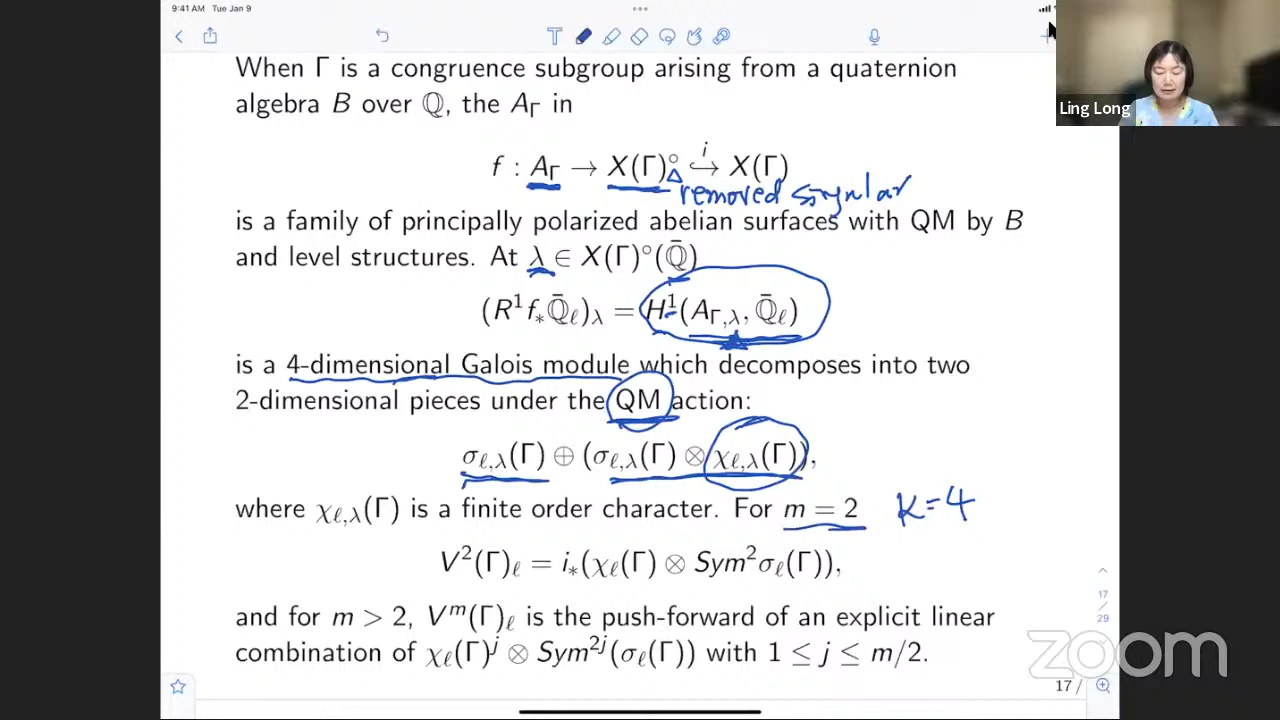 9:41 AM Tue Jan 9
When Γ is a congruence subgroup arising from a quaternion
Ling Long
algebra B over ℚ, the A_Γ in
f : A_Γ → X(Γ)° ↪ X(Γ)
i
removed singular
is a family of principally polarized abelian surfaces with QM by B
and level structures. At λ ∈ X(Γ)°(ℚ̄)
(R¹f_*ℚ̄_ℓ)_λ = H¹(A_{Γ,λ}, ℚ̄_ℓ)
is a 4-dimensional Galois module which decomposes into two
2-dimensional pieces under the QM action:
σ_{ℓ,λ}(Γ) ⊕ (σ_{ℓ,λ}(Γ) ⊗ χ_{ℓ,λ}(Γ)),
where χ_{ℓ,λ}(Γ) is a finite order character. For m = 2 K=4
V²(Γ)_ℓ = i_*(χ_ℓ(Γ) ⊗ Sym²σ_ℓ(Γ)),
17
/
29
and for m > 2, V^m(Γ)_ℓ is the push-forward of an explicit linear
combination of χ_ℓ(Γ)^j ⊗ Sym^{2j}(σ_ℓ(Γ)) with 1 ≤ j ≤ m/2.
zoom
17 /